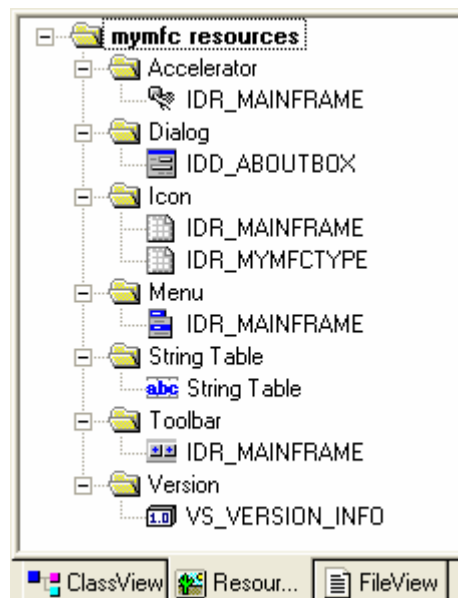 mymfc resources
Accelerator
IDR_MAINFRAME
Dialog
IDD_ABOUTBOX
Icon
IDR_MAINFRAME
IDR_MYMFCTYPE
Menu
IDR_MAINFRAME
String Table
abc String Table
Toolbar
IDR_MAINFRAME
Version
1.0 VS_VERSION_INFO
ClassView Resour... FileView